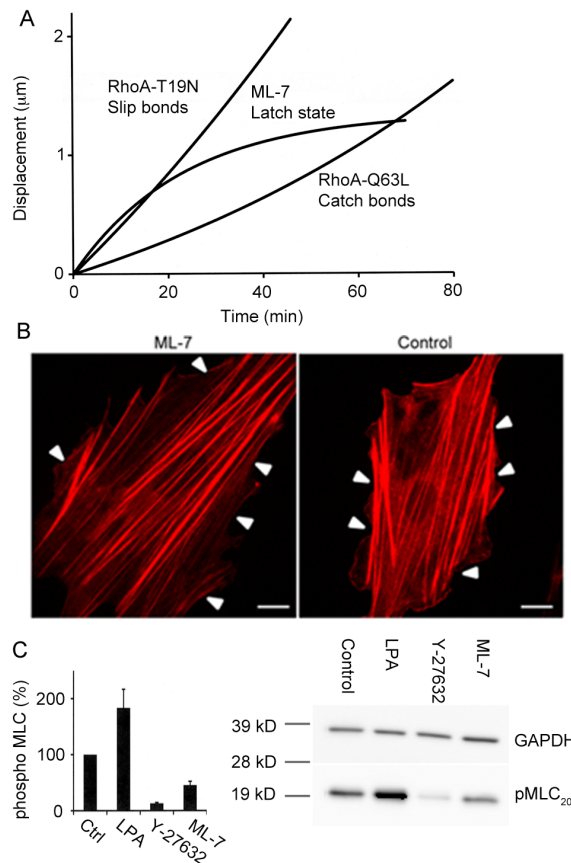 A
Displacement (μm)
2
1
0
RhoA-T19N
Slip bonds
ML-7
Latch state
RhoA-Q63L
Catch bonds
0
20
40
60
80
Time (min)
B
ML-7
Control
C
phospho MLC (%)
200
100
0
Ctrl
LPA
Y-27632
ML-7
Control
LPA
Y-27632
ML-7
39 kD
28 kD
19 kD
GAPDH
pMLC₂₀